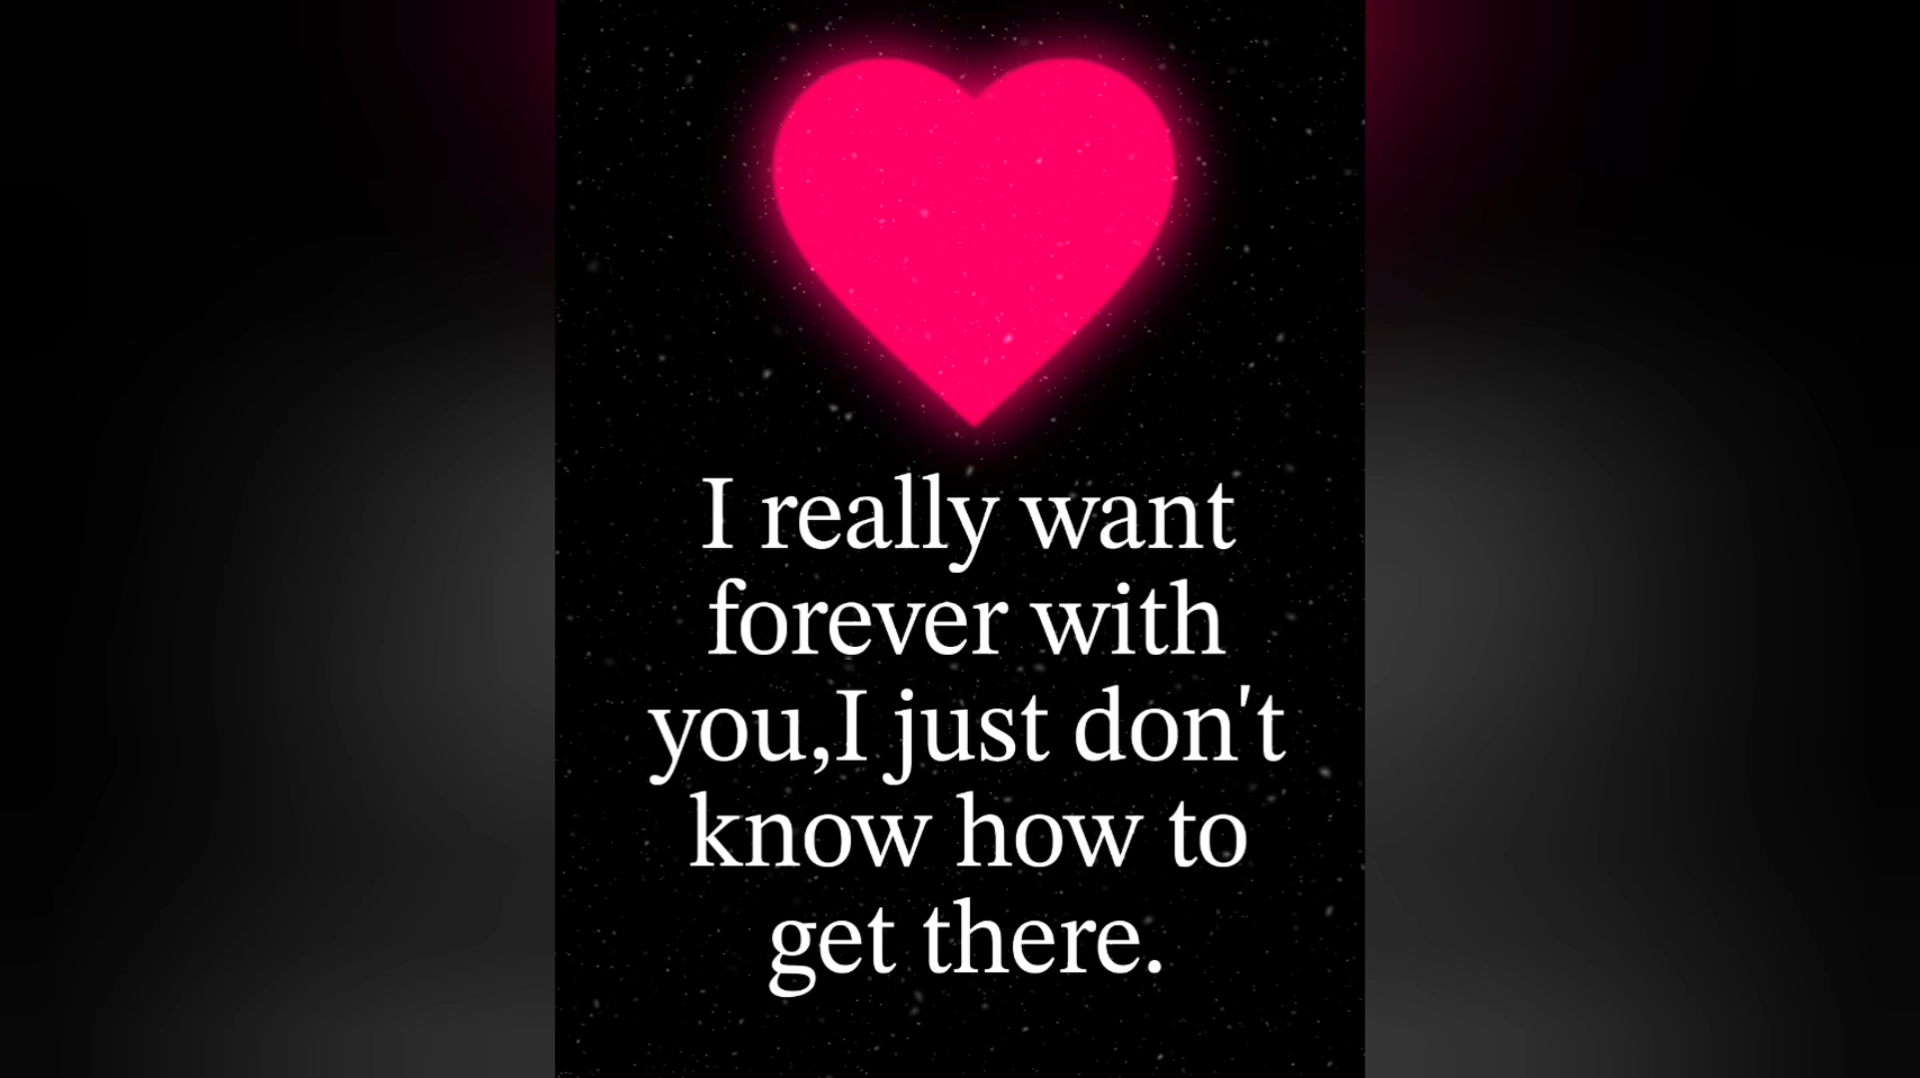 I really want
forever with
you,I just don't
know how to
get there.